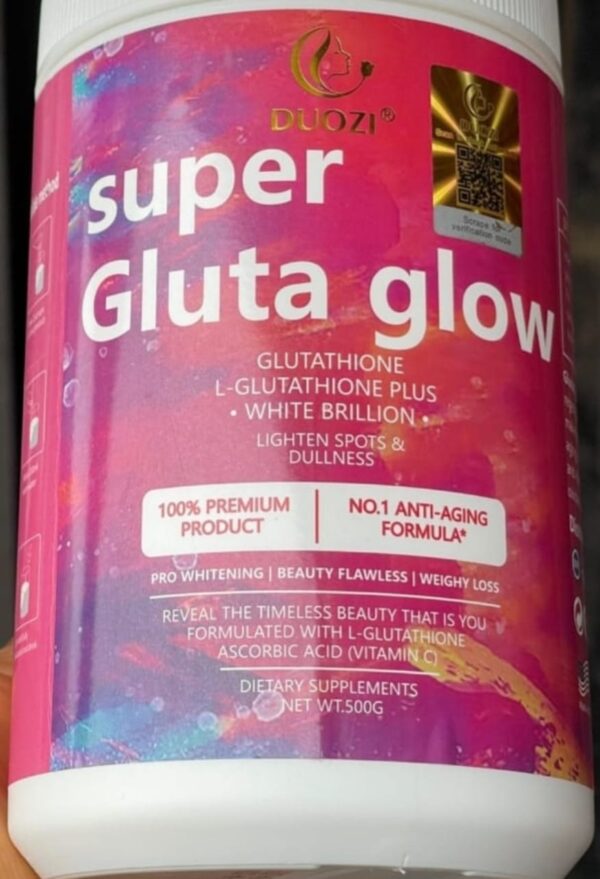 DUOZI®
super
Gluta glow
GLUTATHIONE
L-GLUTATHIONE PLUS
• WHITE BRILLION •
LIGHTEN SPOTS &
DULLNESS
100% PREMIUM
PRODUCT
NO.1 ANTI-AGING
FORMULA*
PRO WHITENING | BEAUTY FLAWLESS | WEIGHY LOSS
REVEAL THE TIMELESS BEAUTY THAT IS YOU
FORMULATED WITH L-GLUTATHIONE
ASCORBIC ACID (VITAMIN C)
DIETARY SUPPLEMENTS
NET WT.500G